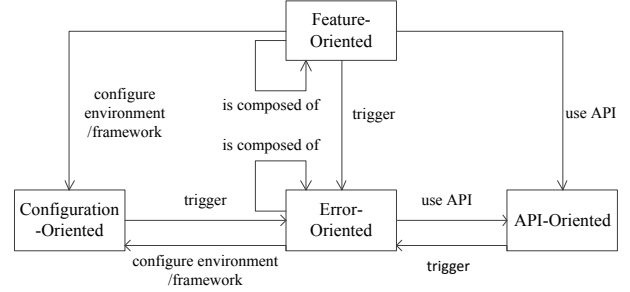 Feature-
Oriented
configure
environment
/framework
is composed of
trigger
use API
is composed of
Configuration
-Oriented
trigger
Error-
Oriented
use API
API-Oriented
configure environment
/framework
trigger